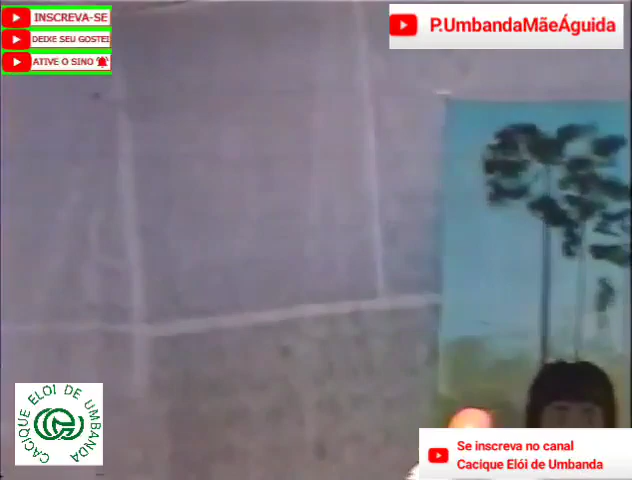 INSCREVA-SE
DEIXE SEU GOSTEI
ATIVE O SINO
P.UmbandaMãeÁguida
CACIQUE ELOI DE UMBANDA
Se inscreva no canal
Cacique Elói de Umbanda